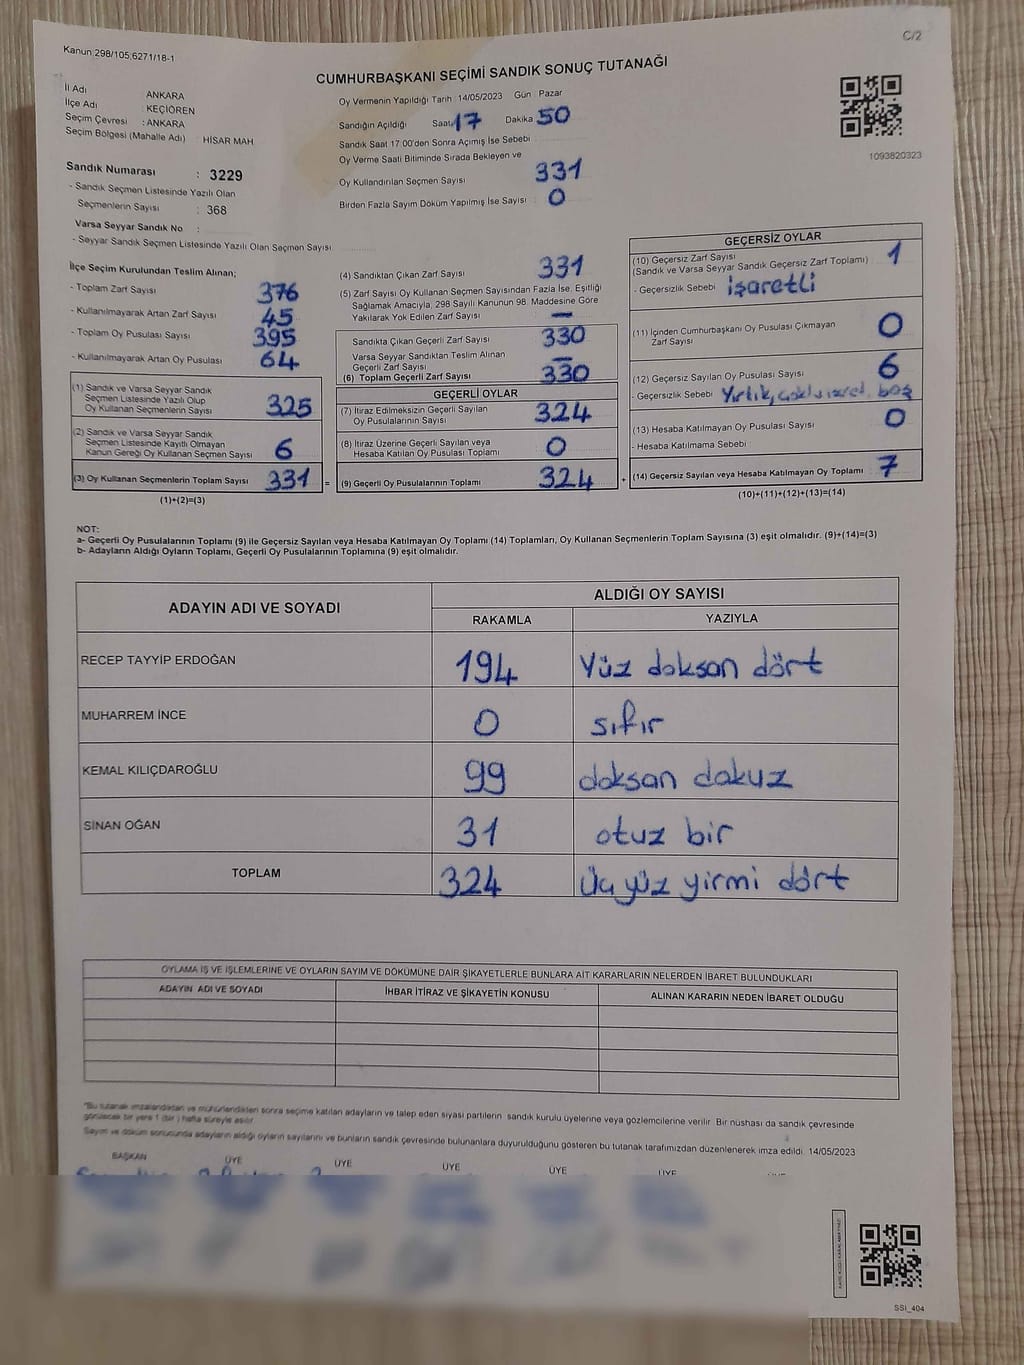 Kanun 298/105,6271/18-1
C/2
CUMHURBAŞKANI SEÇİMİ SANDIK SONUÇ TUTANAĞI
İl Adı : ANKARA
İlçe Adı : KEÇİÖREN
Seçim Çevresi : ANKARA
Seçim Bölgesi (Mahalle Adı) HİSAR MAH
Oy Vermenin Yapıldığı Tarih : 14/05/2023 Gün : Pazar
Sandığın Açıldığı Saat 17 Dakika 50
Sandık Saat 17:00'den Sonra Açımış İse Sebebi
Oy Verme Saati Bitiminde Sırada Bekleyen ve
Oy Kullandırılan Seçmen Sayısı 331
Birden Fazla Sayım Döküm Yapılmış İse Sayısı 0
1093820323
Sandık Numarası : 3229
- Sandık Seçmen Listesinde Yazılı Olan
Seçmenlerin Sayısı : 368
Varsa Seyyar Sandık No :
- Seyyar Sandık Seçmen Listesinde Yazılı Olan Seçmen Sayısı
İlçe Seçim Kurulundan Teslim Alınan;
- Toplam Zarf Sayısı 376
- Kullanılmayarak Artan Zarf Sayısı 45
- Toplam Oy Pusulası Sayısı 395
- Kullanılmayarak Artan Oy Pusulası 64
(1) Sandık ve Varsa Seyyar Sandık
Seçmen Listesinde Yazılı Olup
Oy Kullanan Seçmenlerin Sayısı 325
(2) Sandık ve Varsa Seyyar Sandık
Seçmen Listesinde Kayıtlı Olmayan
Kanun Gereği Oy Kullanan Seçmen Sayısı 6
(3) Oy Kullanan Seçmenlerin Toplam Sayısı 331 =
(1)+(2)=(3)
(4) Sandıktan Çıkan Zarf Sayısı 331
(5) Zarf Sayısı Oy Kullanan Seçmen Sayısından Fazla İse, Eşitliği
Sağlamak Amacıyla, 298 Sayılı Kanunun 98. Maddesine Göre
Yakılarak Yok Edilen Zarf Sayısı —
Sandıkta Çıkan Geçerli Zarf Sayısı 330
Varsa Seyyar Sandıktan Teslim Alınan
Geçerli Zarf Sayısı —
(6) Toplam Geçerli Zarf Sayısı 330
GEÇERLİ OYLAR
(7) İtiraz Edilmeksizin Geçerli Sayılan
Oy Pusulalarının Sayısı 324
(8) İtiraz Üzerine Geçerli Sayılan veya
Hesaba Katılan Oy Pusulası Toplamı 0
(9) Geçerli Oy Pusulalarının Toplamı 324 +
GEÇERSİZ OYLAR
(10) Geçersiz Zarf Sayısı
(Sandık ve Varsa Seyyar Sandık Geçersiz Zarf Toplamı) 1
- Geçersizlik Sebebi işaretli
(11) İçinden Cumhurbaşkanı Oy Pusulası Çıkmayan
Zarf Sayısı 0
(12) Geçersiz Sayılan Oy Pusulası Sayısı 6
- Geçersizlik Sebebi Yırtık, boş
(13) Hesaba Katılmayan Oy Pusulası Sayısı 0
- Hesaba Katılmama Sebebi
(14) Geçersiz Sayılan veya Hesaba Katılmayan Oy Toplamı 7
(10)+(11)+(12)+(13)=(14)
NOT:
a- Geçerli Oy Pusulalarının Toplamı (9) ile Geçersiz Sayılan veya Hesaba Katılmayan Oy Toplamı (14) Toplamları, Oy Kullanan Seçmenlerin Toplam Sayısına (3) eşit olmalıdır. (9)+(14)=(3)
b- Adayların Aldığı Oyların Toplamı, Geçerli Oy Pusulalarının Toplamına (9) eşit olmalıdır.
ADAYIN ADI VE SOYADI
ALDIĞI OY SAYISI
RAKAMLA YAZIYLA
RECEP TAYYİP ERDOĞAN 194 Yüz doksan dört
MUHARREM İNCE 0 sıfır
KEMAL KILIÇDAROĞLU 99 doksan dokuz
SİNAN OĞAN 31 otuz bir
TOPLAM 324 Üçyüz yirmi dört
OYLAMA İŞ VE İŞLEMLERİNE VE OYLARIN SAYIM VE DÖKÜMÜNE DAİR ŞİKAYETLERLE BUNLARA AİT KARARLARIN NELERDEN İBARET BULUNDUKLARI
ADAYIN ADI VE SOYADI İHBAR İTİRAZ VE ŞİKAYETİN KONUSU ALINAN KARARIN NEDEN İBARET OLDUĞU
"Bu tutanak imzalandıktan ve mühürlendikten sonra seçime katılan adayların ve talep eden siyasi partilerin sandık kurulu üyelerine veya gözlemcilerine verilir. Bir nüshası da sandık çevresinde
görülecek bir yere 1 (bir) hafta süreyle asılır.
Sayım ve döküm sonucunda adayların aldığı oyların sayılarını ve bunların sandık çevresinde bulunanlara duyurulduğunu gösteren bu tutanak tarafımızdan düzenlenerek imza edildi. 14/05/2023
BAŞKAN ÜYE ÜYE ÜYE ÜYE ÜYE
SSI_404